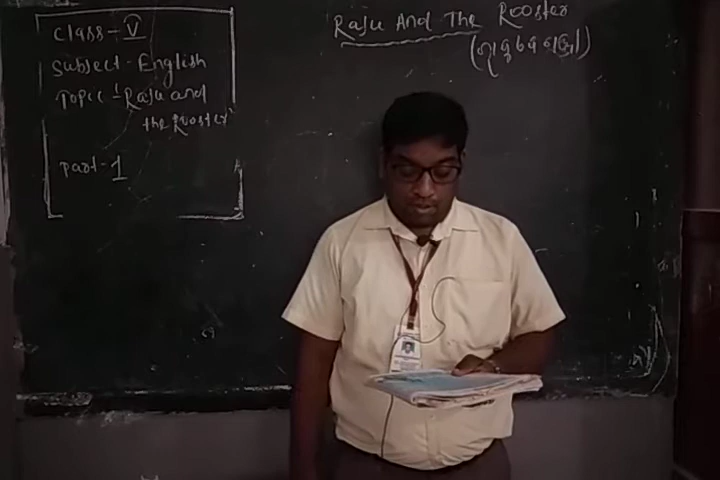 Class - V
Subject - English
Topic - 'Raju and
the Rooster'
Part - 1
Raju And The Rooster